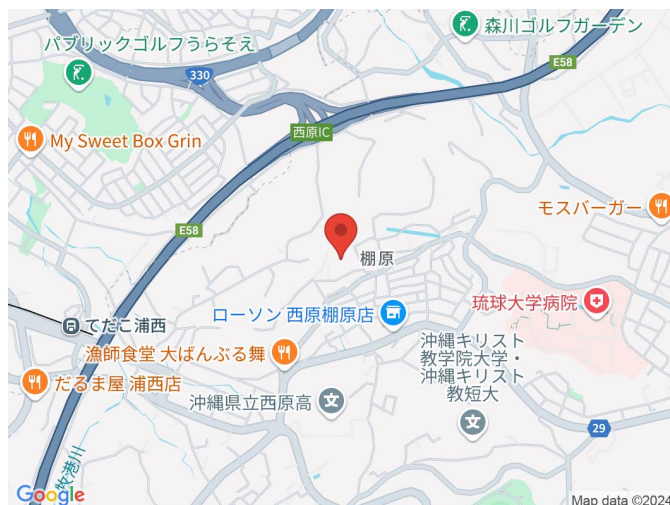 森川ゴルフガーデン
E58
パブリックゴルフうらそえ
330
My Sweet Box Grin
西原IC
モスバーガー
E58
棚原
琉球大学病院
ローソン 西原棚原店
てだこ浦西
漁師食堂 大ばんぶる舞
沖縄キリスト
教学院大学・
沖縄キリスト
教短大
だるま屋 浦西店
沖縄県立西原高
29
牧港川
Google
Map data ©2024